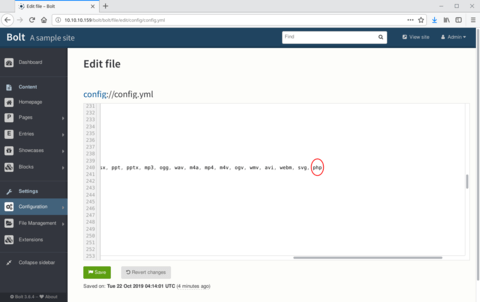 Edit file - Bolt
10.10.10.159/bolt/bolt/file/edit/config/config.yml
Bolt A sample site
Find
View site
Admin
Dashboard
Content
Homepage
Pages
Entries
Showcases
Blocks
Settings
Configuration
File Management
Extensions
Collapse sidebar
Bolt 3.6.4 - About
Edit file
config://config.yml
231
232
233
234
235
236
237
238
239
240 sx, ppt, pptx, mp3, ogg, wav, m4a, mp4, m4v, ogv, wmv, avi, webm, svg, php
241
242
243
244
245
246
247
248
249
250
251
252
253
Save
Revert changes
Saved on: Tue 22 Oct 2019 04:14:01 UTC (4 minutes ago)